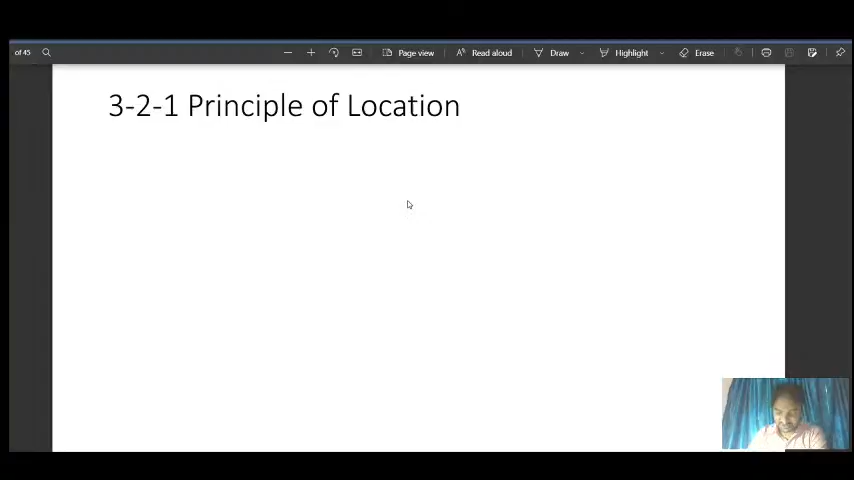 of 45 Page view Read aloud Draw Highlight Erase
3-2-1 Principle of Location